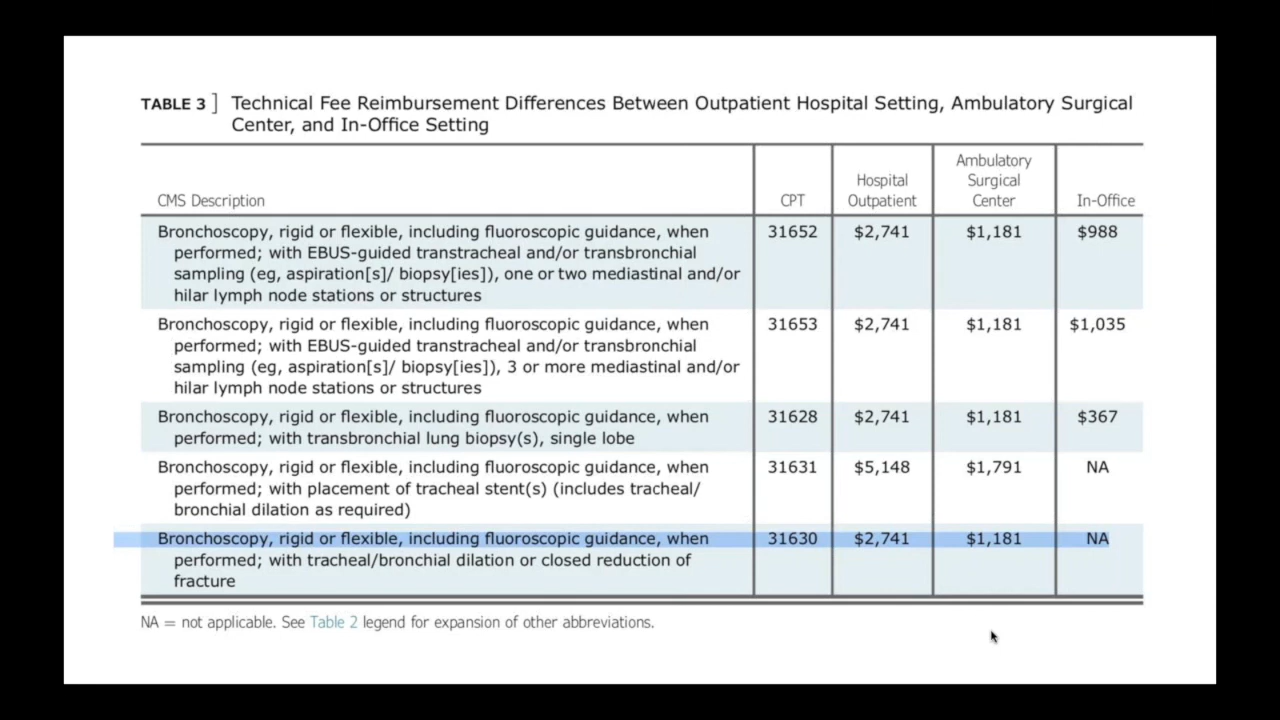 TABLE 3 ] Technical Fee Reimbursement Differences Between Outpatient Hospital Setting, Ambulatory Surgical
Center, and In-Office Setting
CMS Description CPT Hospital Outpatient Ambulatory Surgical Center In-Office
Bronchoscopy, rigid or flexible, including fluoroscopic guidance, when 31652 $2,741 $1,181 $988
performed; with EBUS-guided transtracheal and/or transbronchial
sampling (eg, aspiration[s]/ biopsy[ies]), one or two mediastinal and/or
hilar lymph node stations or structures
Bronchoscopy, rigid or flexible, including fluoroscopic guidance, when 31653 $2,741 $1,181 $1,035
performed; with EBUS-guided transtracheal and/or transbronchial
sampling (eg, aspiration[s]/ biopsy[ies]), 3 or more mediastinal and/or
hilar lymph node stations or structures
Bronchoscopy, rigid or flexible, including fluoroscopic guidance, when 31628 $2,741 $1,181 $367
performed; with transbronchial lung biopsy(s), single lobe
Bronchoscopy, rigid or flexible, including fluoroscopic guidance, when 31631 $5,148 $1,791 NA
performed; with placement of tracheal stent(s) (includes tracheal/
bronchial dilation as required)
Bronchoscopy, rigid or flexible, including fluoroscopic guidance, when 31630 $2,741 $1,181 NA
performed; with tracheal/bronchial dilation or closed reduction of
fracture
NA = not applicable. See Table 2 legend for expansion of other abbreviations.